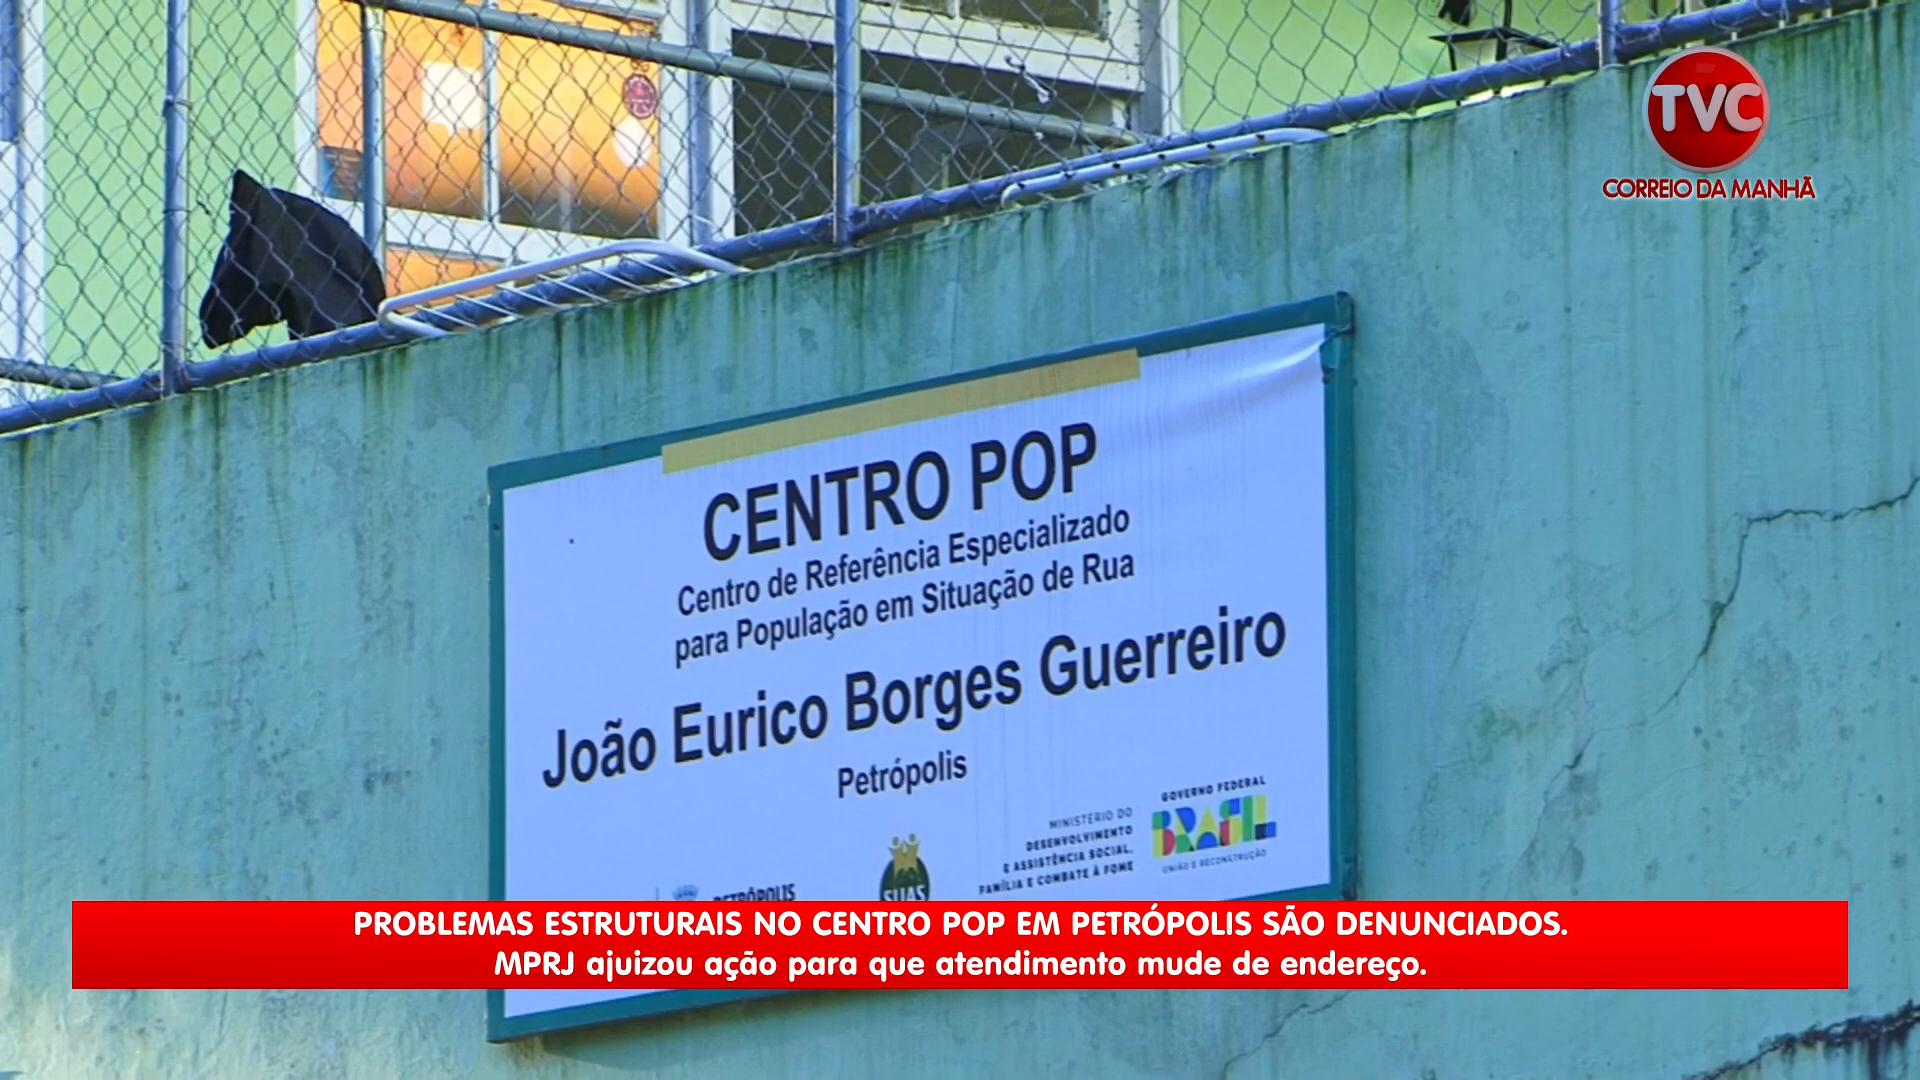 TVC
CORREIO DA MANHÃ
CENTRO POP
Centro de Referência Especializado
para População em Situação de Rua
João Eurico Borges Guerreiro
Petrópolis
GOVERNO FEDERAL
BRASIL
UNIÃO E RECONSTRUÇÃO
MINISTÉRIO DO
DESENVOLVIMENTO
E ASSISTÊNCIA SOCIAL,
FAMÍLIA E COMBATE À FOME
SUAS
PETRÓPOLIS
PROBLEMAS ESTRUTURAIS NO CENTRO POP EM PETRÓPOLIS SÃO DENUNCIADOS.
MPRJ ajuizou ação para que atendimento mude de endereço.